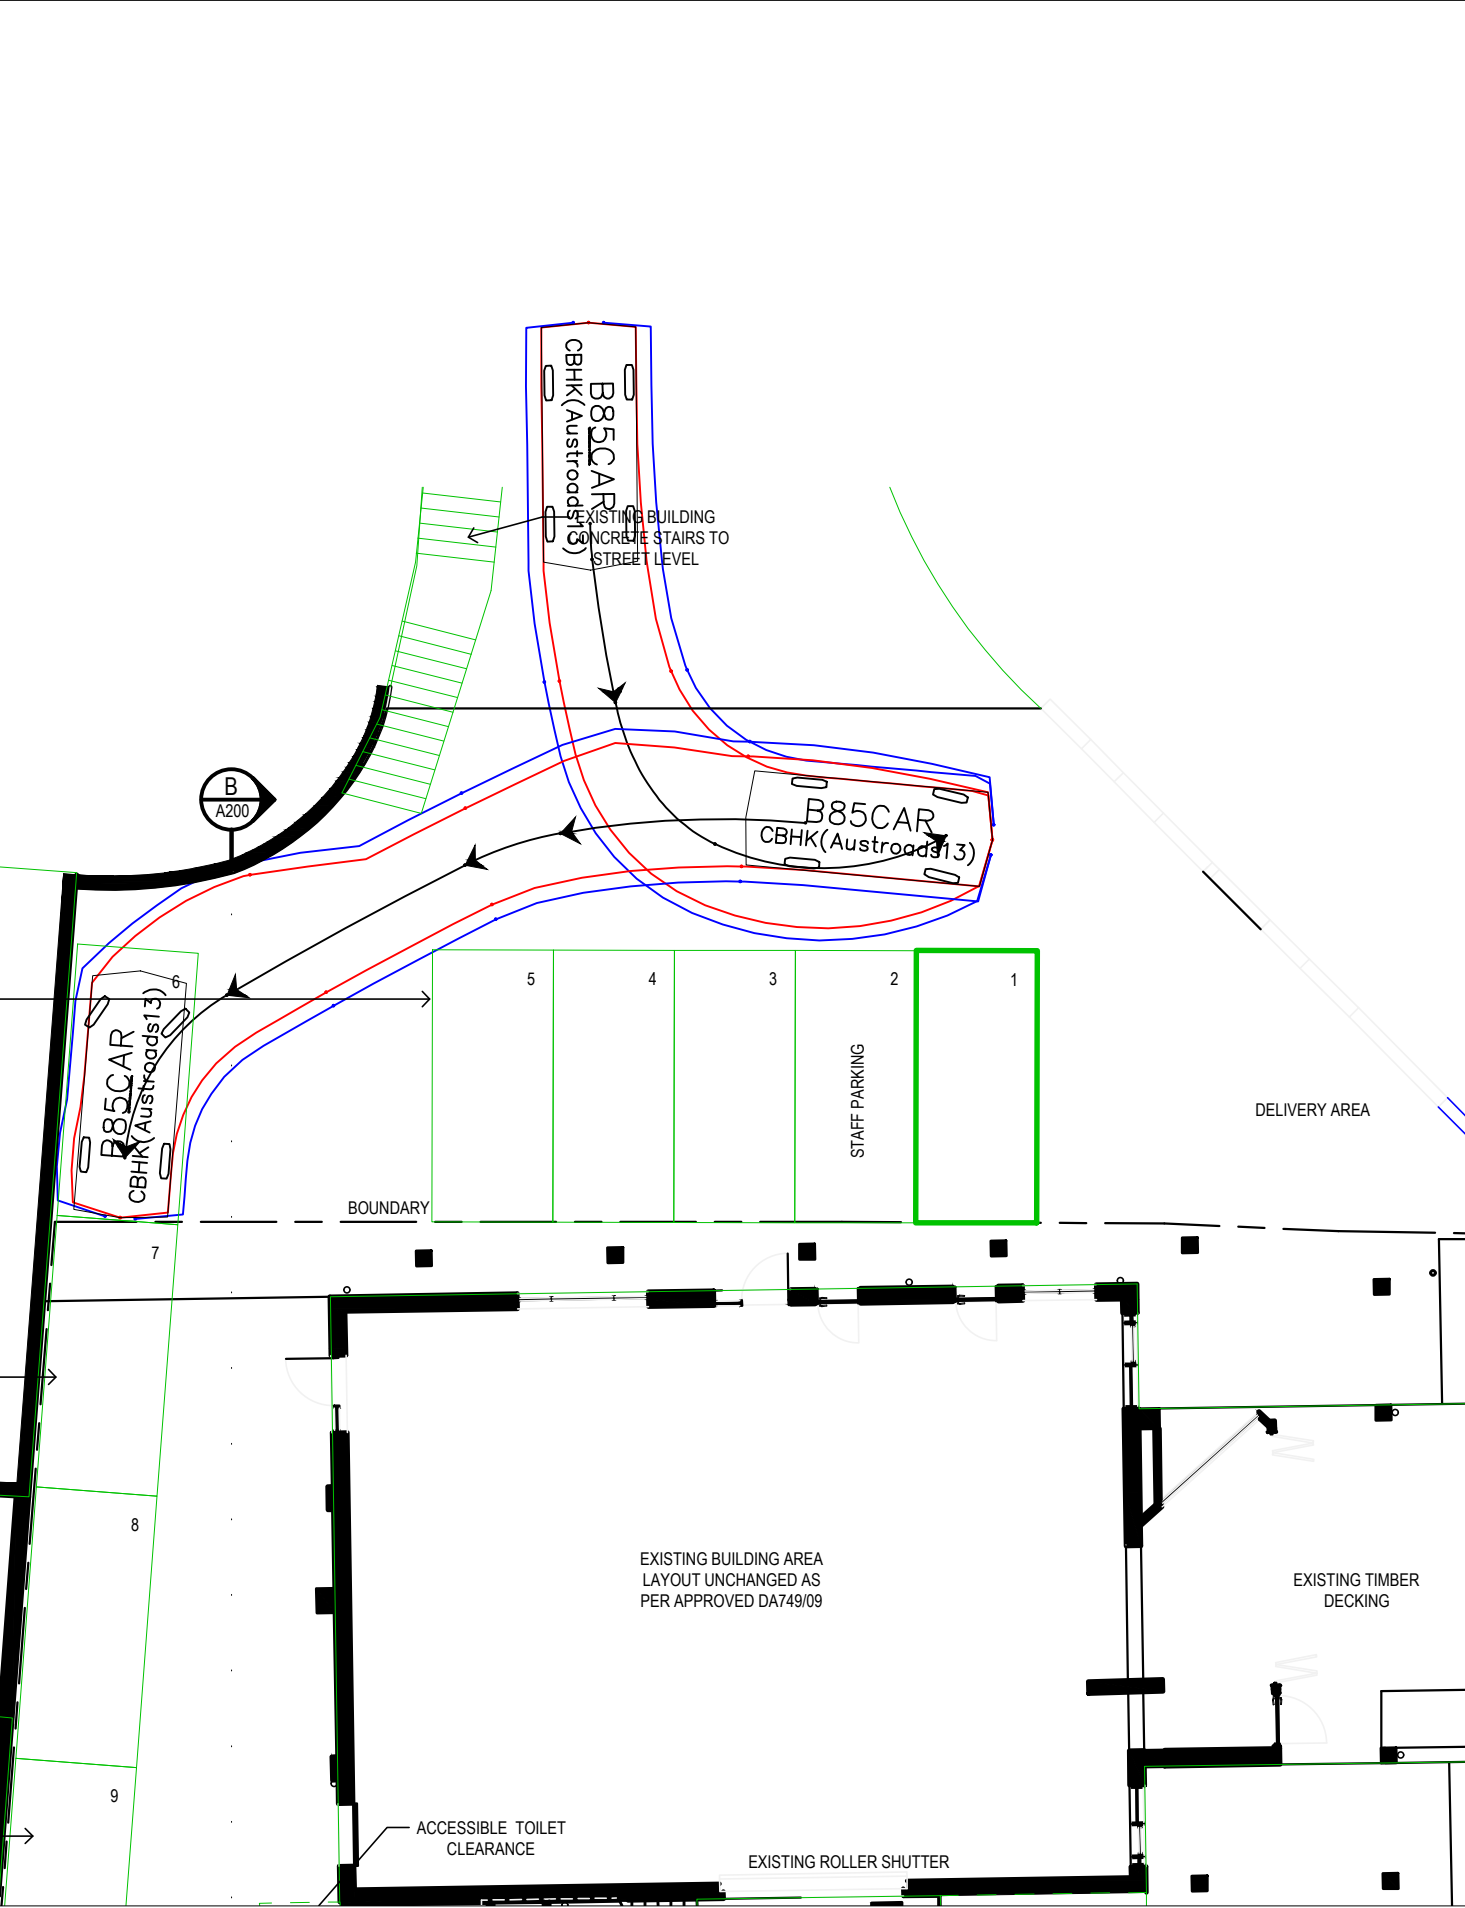 B85CAR
CBHK(Austroads13)
EXISTING BUILDING
CONCRETE STAIRS TO
STREET LEVEL
B
A200
B85CAR
CBHK(Austroads13)
6
5
4
3
2
1
B85CAR
CBHK(Austroads13)
STAFF PARKING
DELIVERY AREA
BOUNDARY
7
8
EXISTING BUILDING AREA
LAYOUT UNCHANGED AS
PER APPROVED DA749/09
EXISTING TIMBER
DECKING
9
ACCESSIBLE TOILET
CLEARANCE
EXISTING ROLLER SHUTTER
M
M